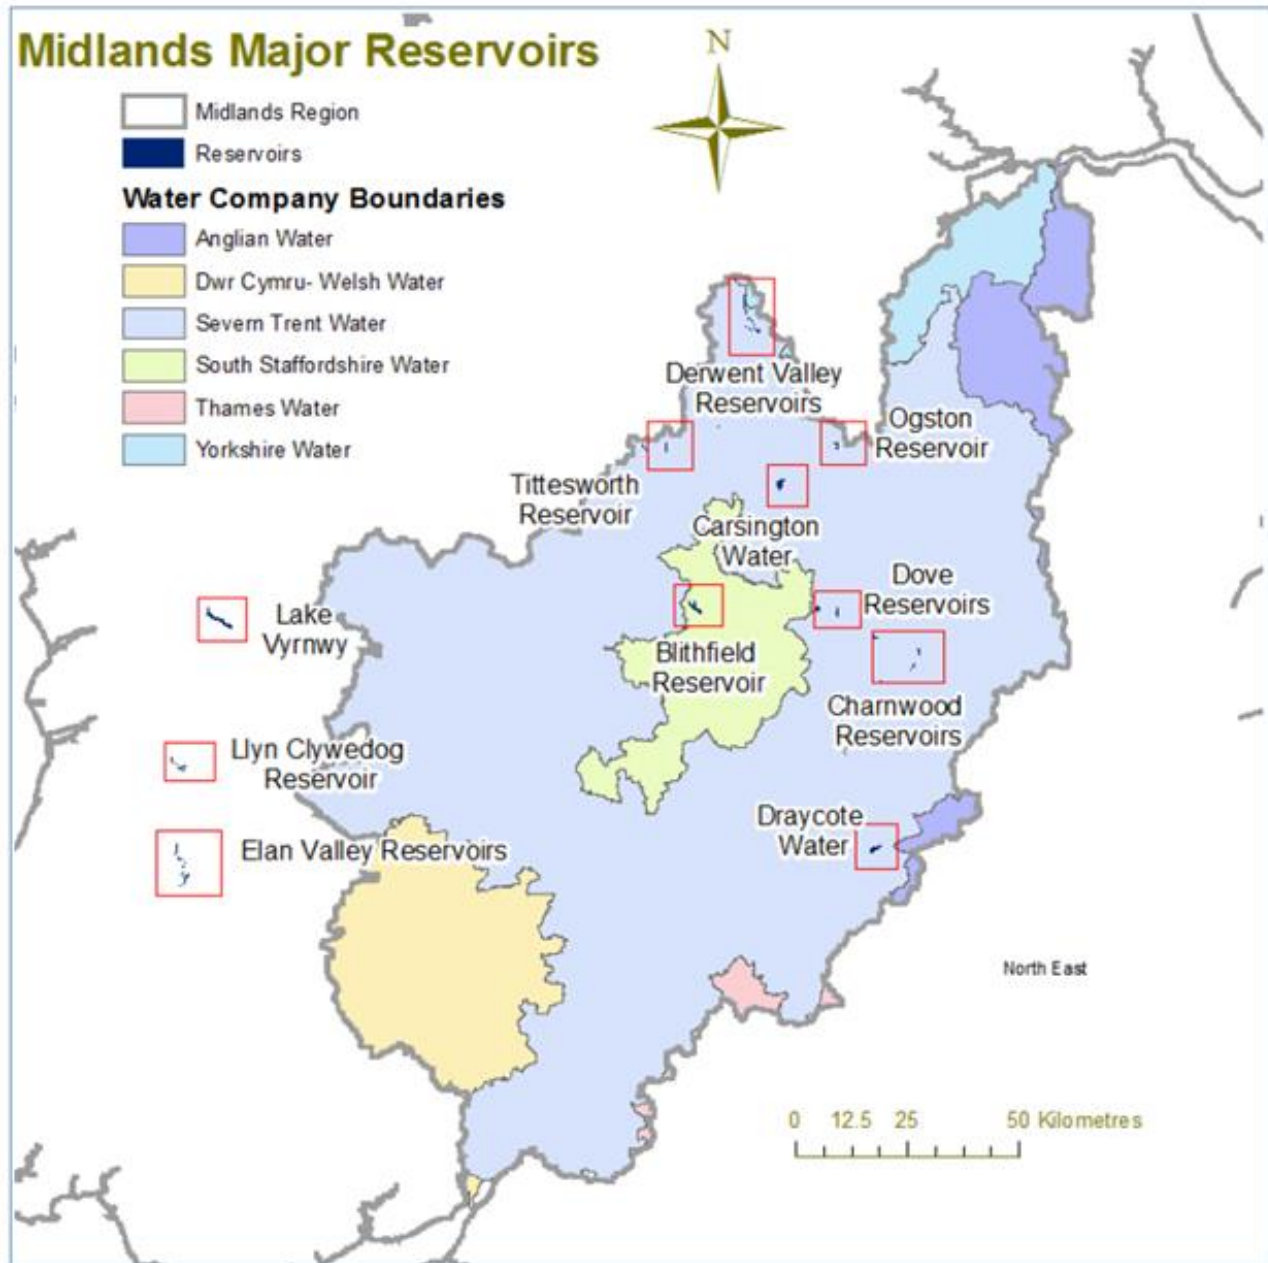 Midlands Major Reservoirs
N
Midlands Region
Reservoirs
Water Company Boundaries
Anglian Water
Dwr Cymru- Welsh Water
Severn Trent Water
South Staffordshire Water
Thames Water
Yorkshire Water
Derwent Valley
Reservoirs
Ogston
Reservoir
Tittesworth
Reservoir
Carsington
Water
Dove
Reservoirs
Lake
Vyrnwy
Blithfield
Reservoir
Charnwood
Reservoirs
Llyn Clywedog
Reservoir
Draycote
Water
Elan Valley Reservoirs
North East
0 12.5 25 50 Kilometres